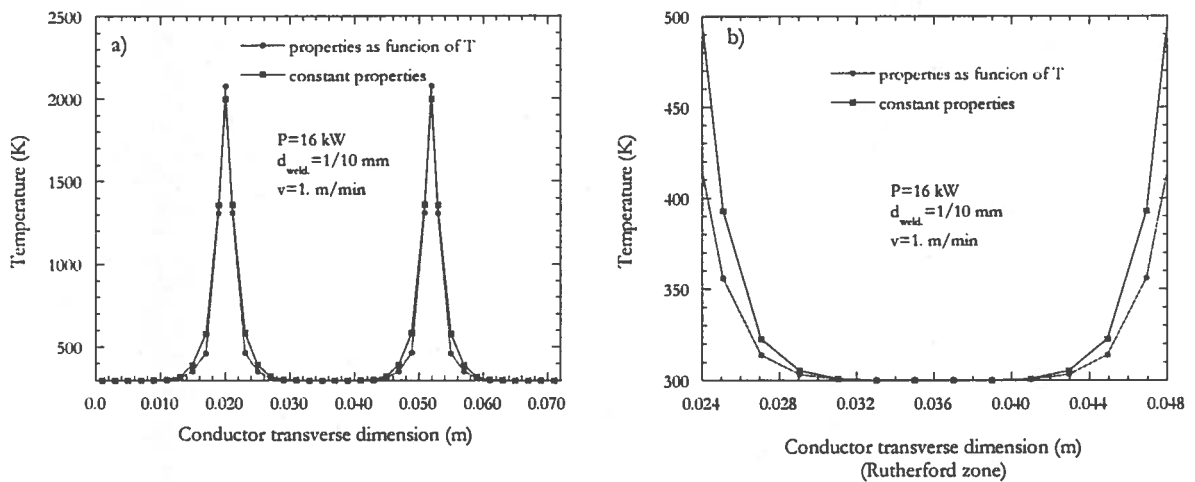 a)
properties as funcion of T
constant properties
P=16 kW
d weld. =1/10 mm
v=1. m/min
2500
2000
1500
1000
500
Temperature (K)
0.0 0.010 0.020 0.030 0.040 0.050 0.060 0.070
Conductor transverse dimension (m)
b)
properties as funcion of T
constant properties
P=16 kW
d weld. =1/10 mm
v=1. m/min
500
450
400
350
300
Temperature (K)
0.024 0.028 0.032 0.036 0.040 0.044 0.048
Conductor transverse dimension (m)
(Rutherford zone)